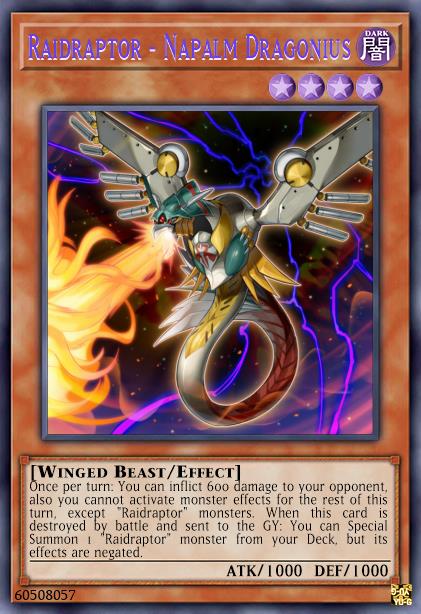 Raidraptor - Napalm Dragonius
DARK
闇
[Winged Beast/Effect]
Once per turn: You can inflict 600 damage to your opponent,
also you cannot activate monster effects for the rest of this
turn, except "Raidraptor" monsters. When this card is
destroyed by battle and sent to the GY: You can Special
Summon 1 "Raidraptor" monster from your Deck, but its
effects are negated.
ATK/1000 DEF/1000
60508057